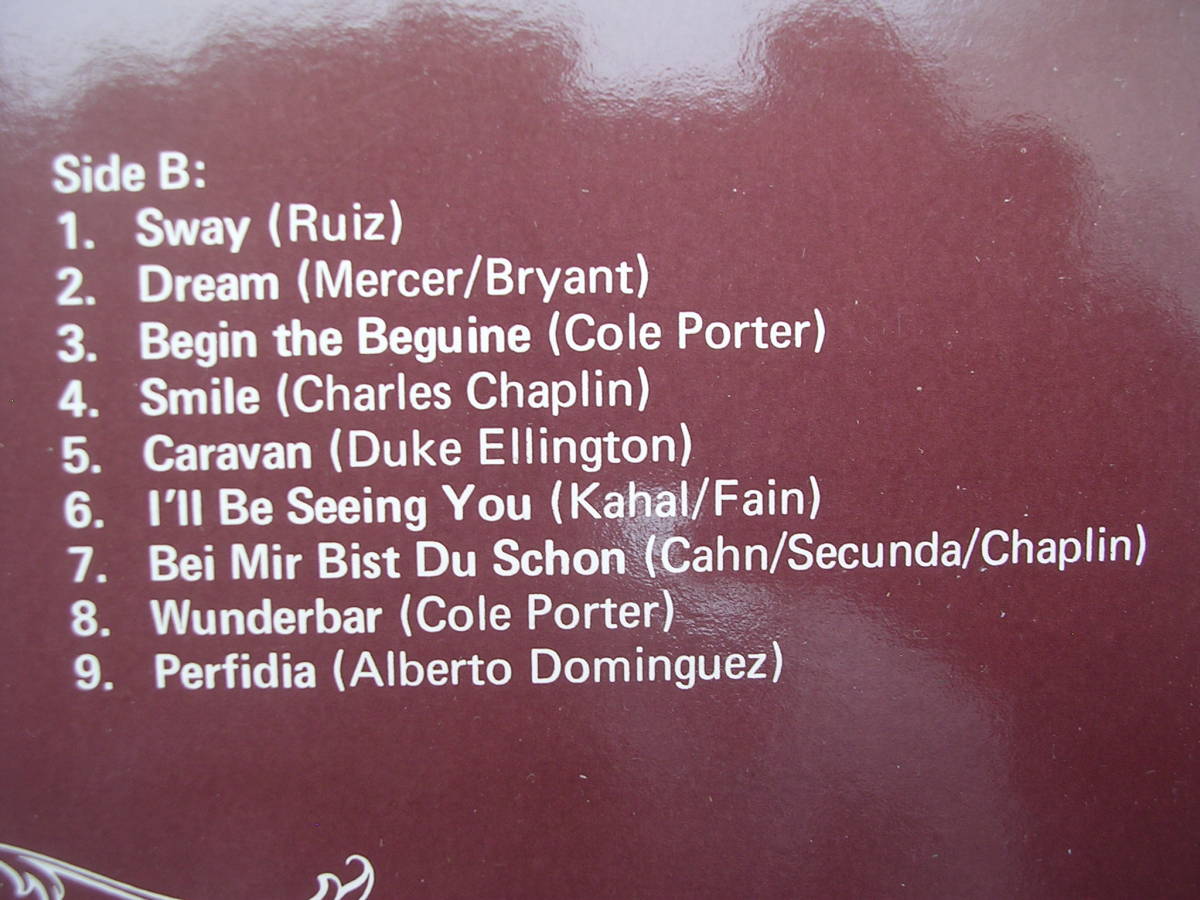 Side B:
1. Sway (Ruiz)
2. Dream (Mercer/Bryant)
3. Begin the Beguine (Cole Porter)
4. Smile (Charles Chaplin)
5. Caravan (Duke Ellington)
6. I'll Be Seeing You (Kahal/Fain)
7. Bei Mir Bist Du Schon (Cahn/Secunda/Chaplin)
8. Wunderbar (Cole Porter)
9. Perfidia (Alberto Dominguez)